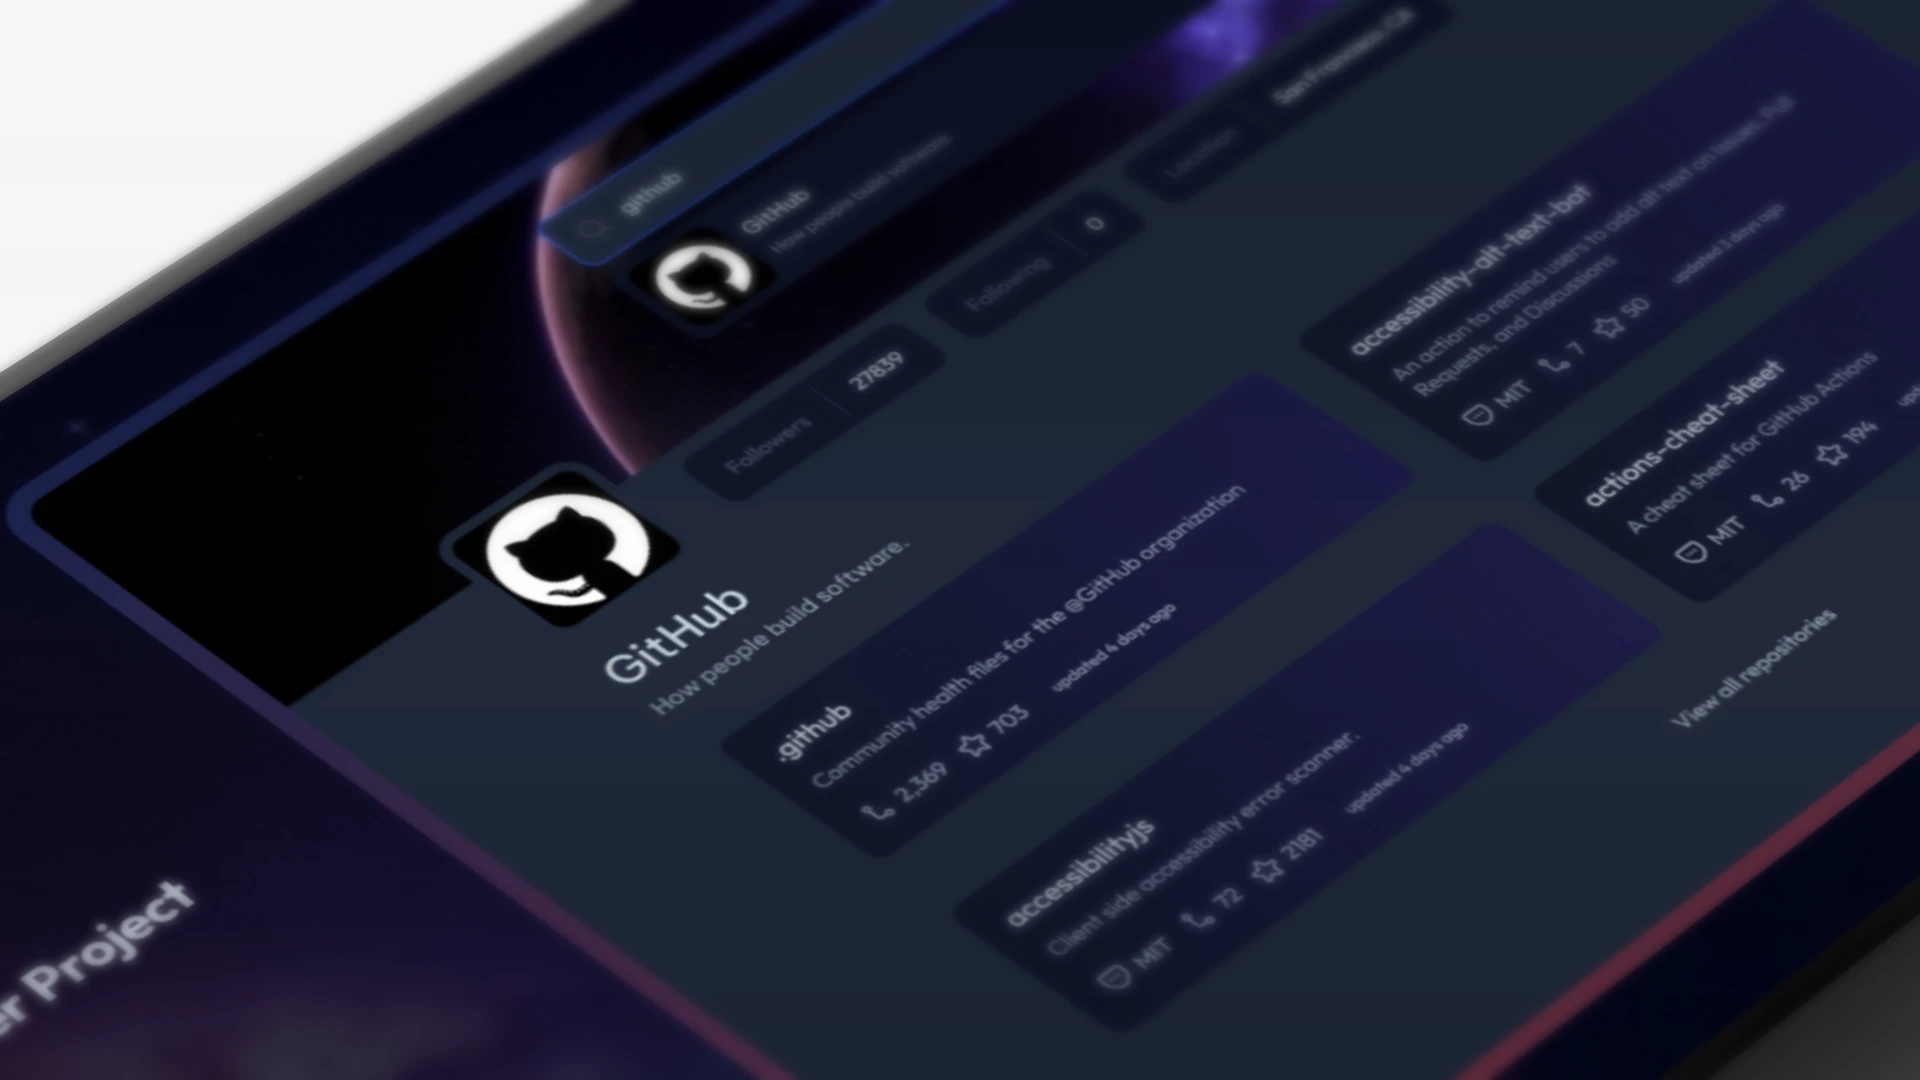 github
GitHub
How people build software.
Followers 27839
Following 0
Location San Francisco, CA
GitHub
How people build software.
.github
Community health files for the @GitHub organization
2,369 703 updated 4 days ago
accessibility-alt-text-bot
An action to remind users to add alt text on Issues, Pull
Requests, and Discussions
MIT 7 50 updated 3 days ago
accessibilityjs
Client side accessibility error scanner.
MIT 72 2181 updated 4 days ago
actions-cheat-sheet
A cheat sheet for GitHub Actions
MIT 26 194
View all repositories
Project